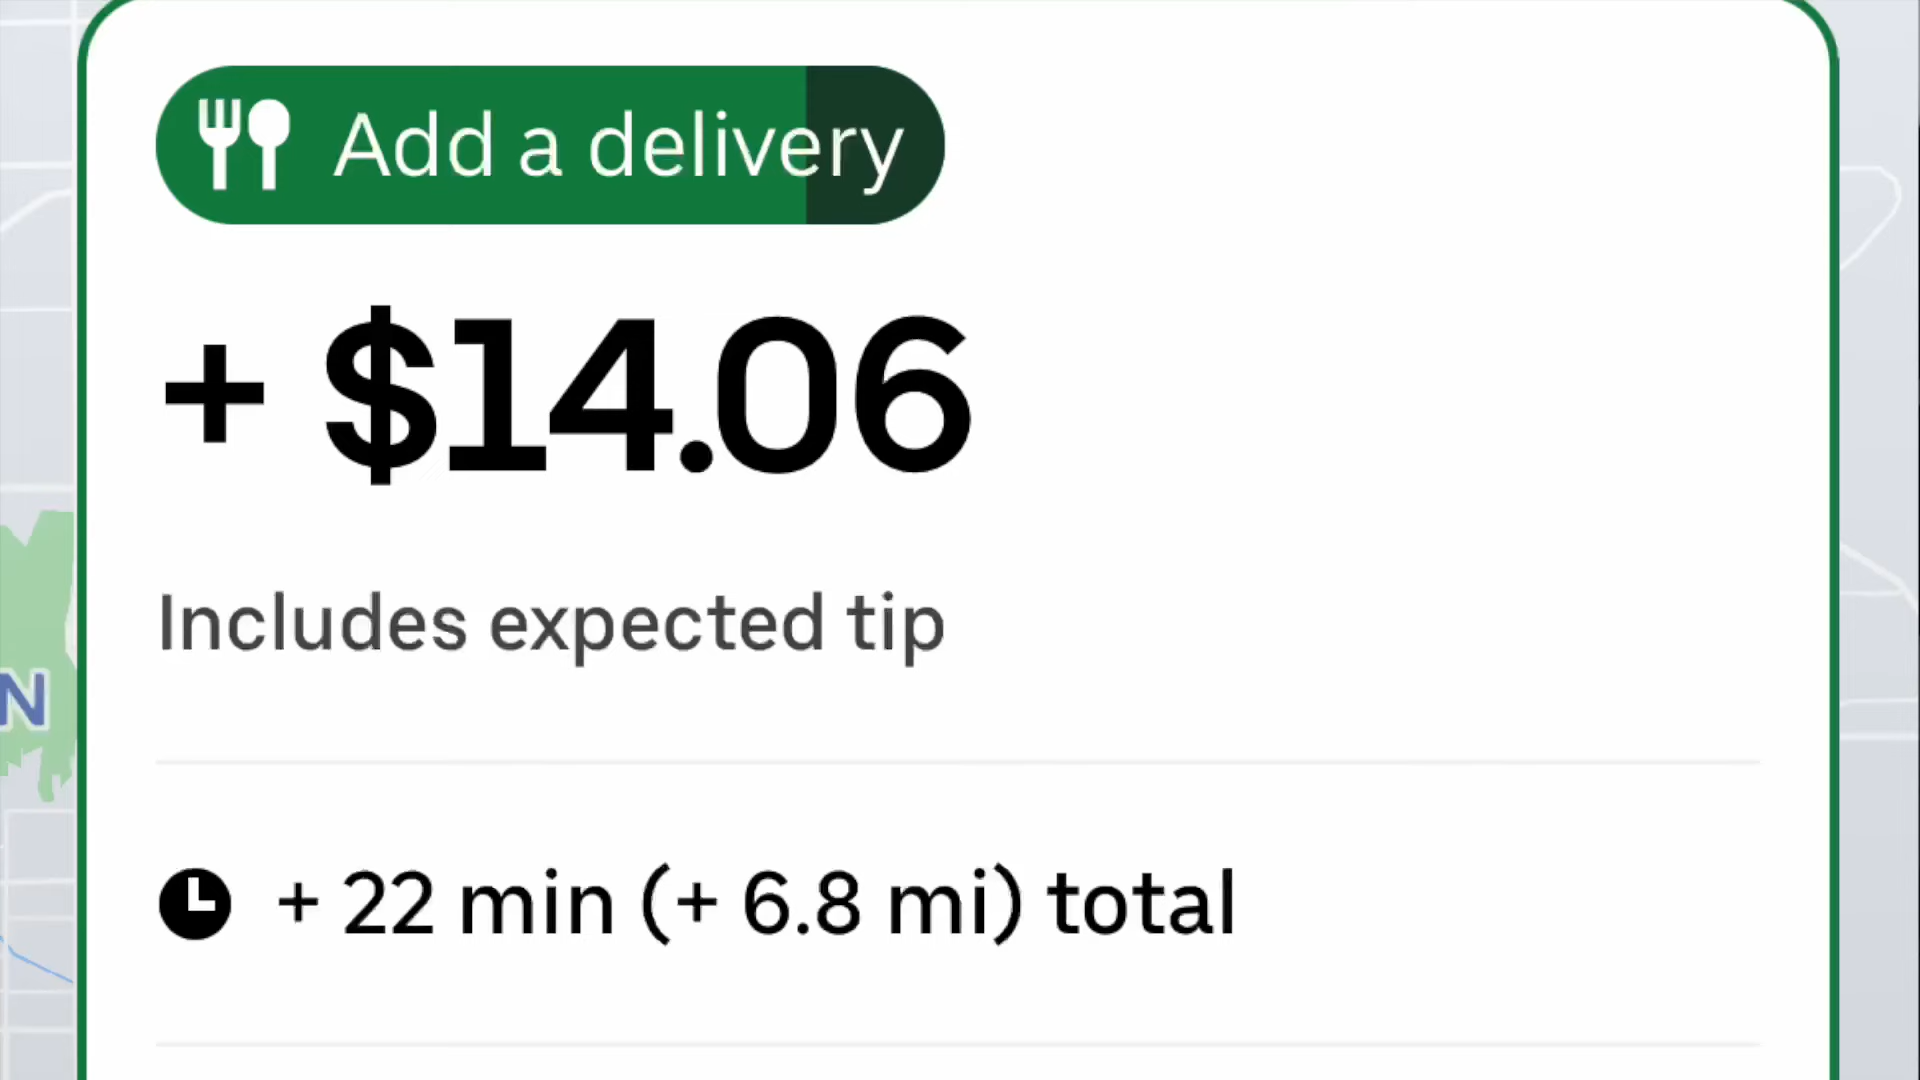 Add a delivery
+ $14.06
Includes expected tip
N
+ 22 min (+ 6.8 mi) total